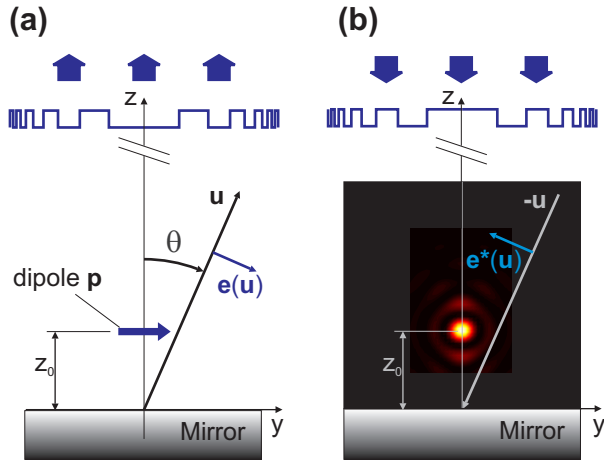 (a)
(b)
z
z
u
-u
θ
e*(u)
e(u)
dipole p
z₀
z₀
Mirror
y
Mirror
y